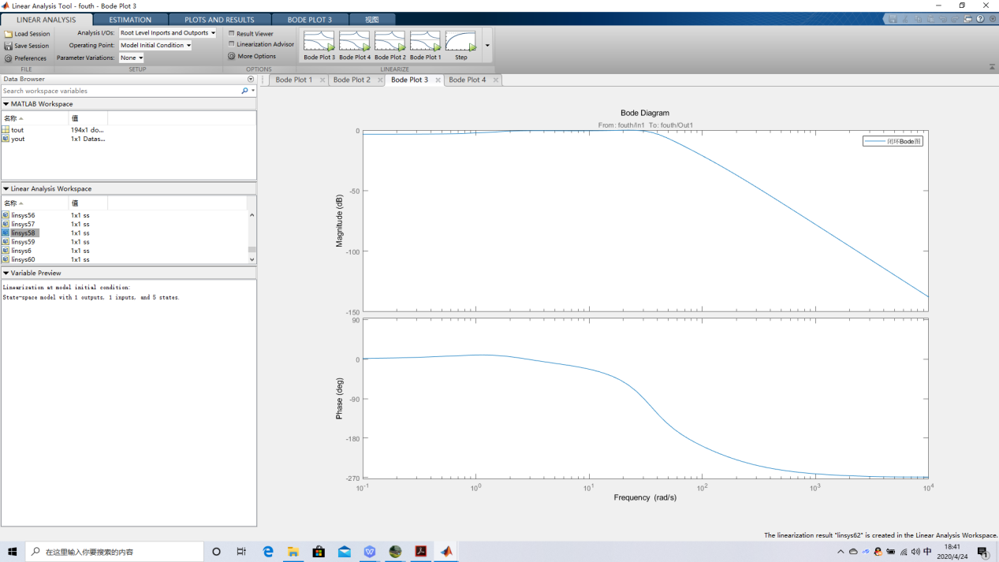 Linear Analysis Tool - fouth - Bode Plot 3
LINEAR ANALYSIS ESTIMATION PLOTS AND RESULTS BODE PLOT 3 视图
Load Session Analysis I/Os: Root Level Inports and Outports Result Viewer
Save Session Operating Point: Model Initial Condition Linearization Advisor
Preferences Parameter Variations: None More Options Bode Plot 3 Bode Plot 4 Bode Plot 2 Bode Plot 1 Step
FILE SETUP OPTIONS LINEARIZE
Data Browser
Search workspace variables
MATLAB Workspace
名称 值
tout 194x1 do...
yout 1x1 Datas...
Linear Analysis Workspace
名称 值
linsys56 1x1 ss
linsys57 1x1 ss
linsys58 1x1 ss
linsys59 1x1 ss
linsys6 1x1 ss
linsys60 1x1 ss
Variable Preview
Linearization at model initial condition:
State-space model with 1 outputs, 1 inputs, and 5 states.
Bode Plot 1 Bode Plot 2 Bode Plot 3 Bode Plot 4
Bode Diagram
From: fouth/In1 To: fouth/Out1
闭环Bode图
Magnitude (dB)
0
-50
-100
-150
Phase (deg)
90
0
-90
-180
-270
10^-1 10^0 10^1 10^2 10^3 10^4
Frequency (rad/s)
The linearization result "linsys62" is created in the Linear Analysis Workspace.
在这里输入你要搜索的内容
中
18:41
2020/4/24
1